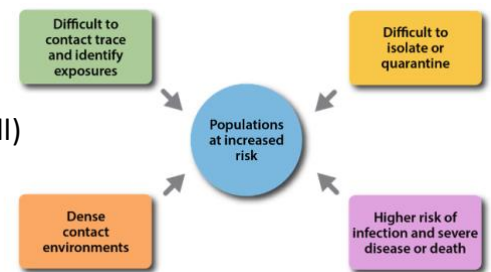 Difficult to
contact trace
and identify
exposures
Difficult to
isolate or
quarantine
ll)
Populations
at increased
risk
Dense
contact
environments
Higher risk of
infection and severe
disease or death